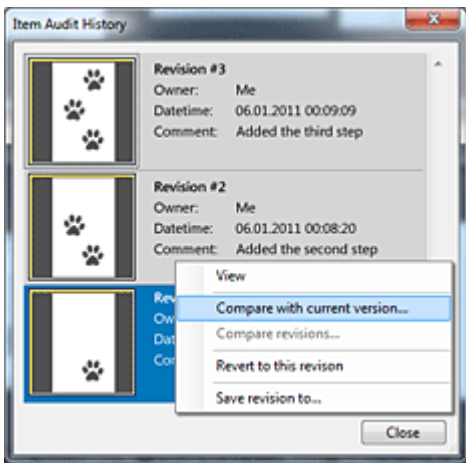 Item Audit History
Revision #3
Owner: Me
Datetime: 06.01.2011 00:09:09
Comment: Added the third step
Revision #2
Owner: Me
Datetime: 06.01.2011 00:08:20
Comment: Added the second step
View
Compare with current version...
Compare revisions...
Revert to this revison
Save revision to...
Close